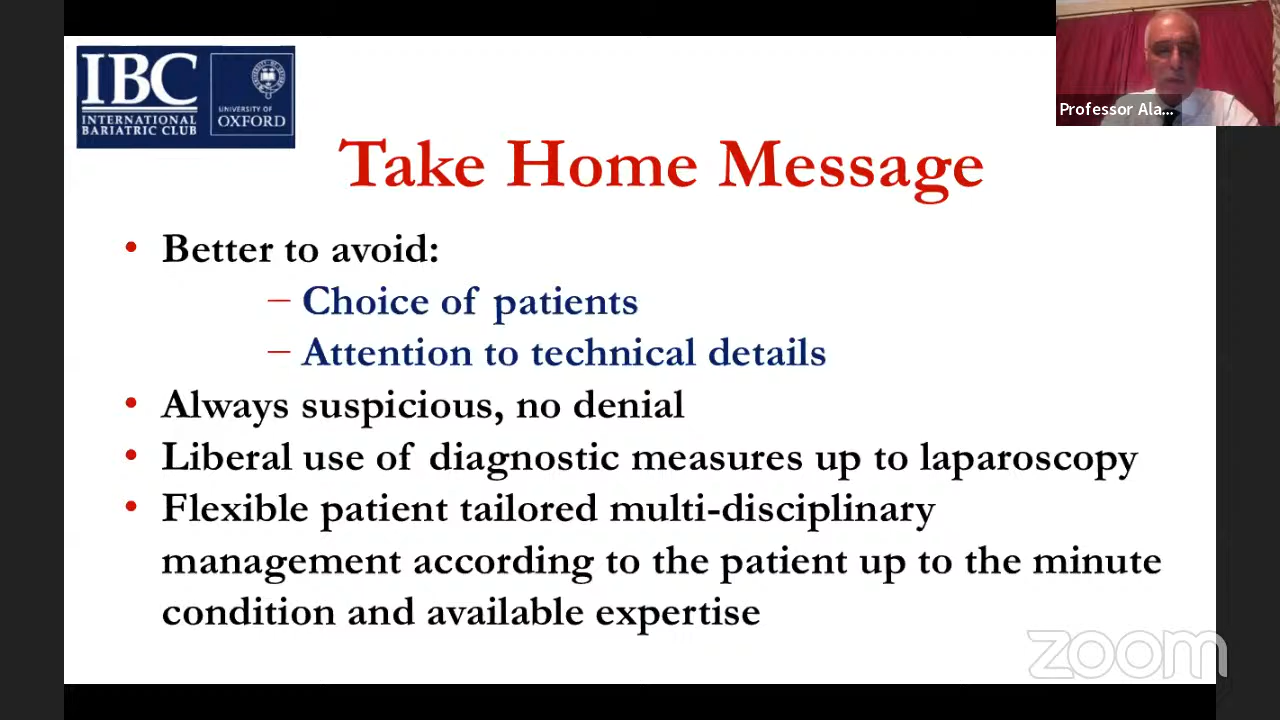 IBC
INTERNATIONAL
BARIATRIC CLUB
UNIVERSITY OF
OXFORD
Professor Ala...
Take Home Message
• Better to avoid:
– Choice of patients
– Attention to technical details
• Always suspicious, no denial
• Liberal use of diagnostic measures up to laparoscopy
• Flexible patient tailored multi-disciplinary
management according to the patient up to the minute
condition and available expertise
zoom